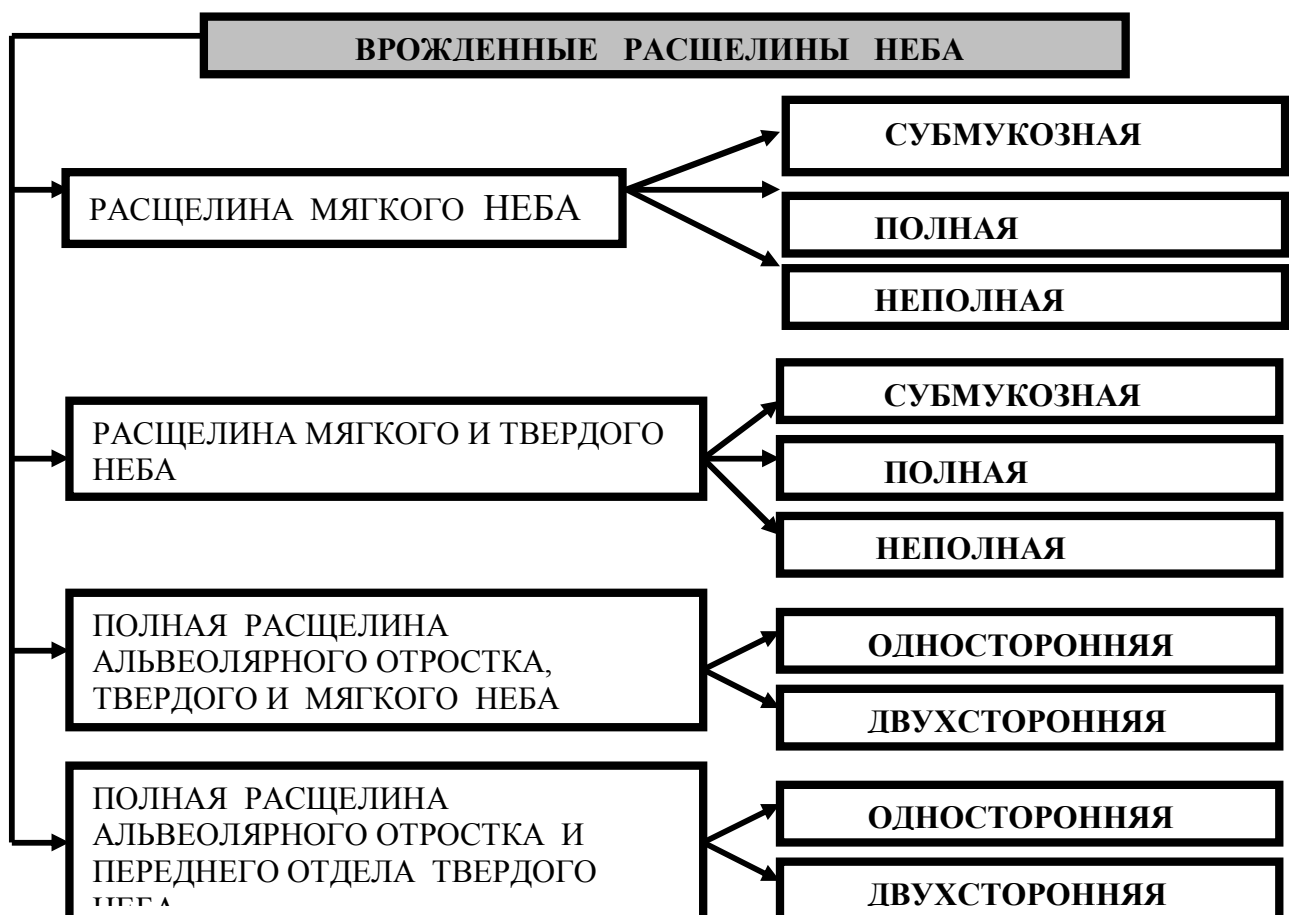 ВРОЖДЕННЫЕ РАСЩЕЛИНЫ НЕБА
РАСЩЕЛИНА МЯГКОГО НЕБА
СУБМУКОЗНАЯ
ПОЛНАЯ
НЕПОЛНАЯ
РАСЩЕЛИНА МЯГКОГО И ТВЕРДОГО
НЕБА
СУБМУКОЗНАЯ
ПОЛНАЯ
НЕПОЛНАЯ
ПОЛНАЯ РАСЩЕЛИНА
АЛЬВЕОЛЯРНОГО ОТРОСТКА,
ТВЕРДОГО И МЯГКОГО НЕБА
ОДНОСТОРОННЯЯ
ДВУХСТОРОННЯЯ
ПОЛНАЯ РАСЩЕЛИНА
АЛЬВЕОЛЯРНОГО ОТРОСТКА И
ПЕРЕДНЕГО ОТДЕЛА ТВЕРДОГО
НЕБА
ОДНОСТОРОННЯЯ
ДВУХСТОРОННЯЯ